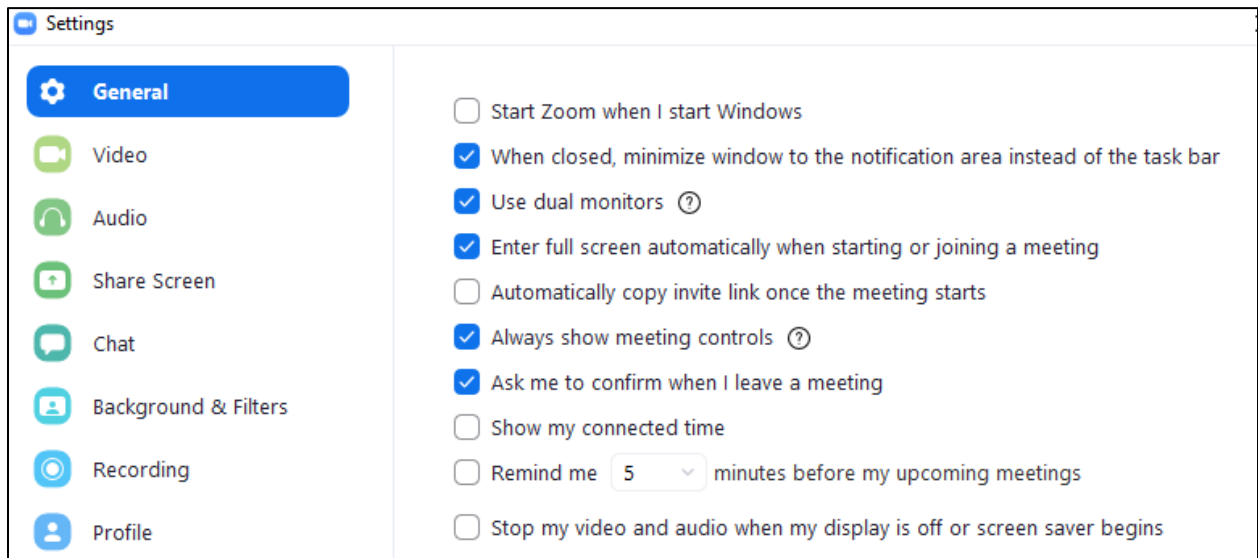 Settings
General
Video
Audio
Share Screen
Chat
Background & Filters
Recording
Profile
Start Zoom when I start Windows
When closed, minimize window to the notification area instead of the task bar
Use dual monitors ?
Enter full screen automatically when starting or joining a meeting
Automatically copy invite link once the meeting starts
Always show meeting controls ?
Ask me to confirm when I leave a meeting
Show my connected time
Remind me 5 minutes before my upcoming meetings
Stop my video and audio when my display is off or screen saver begins